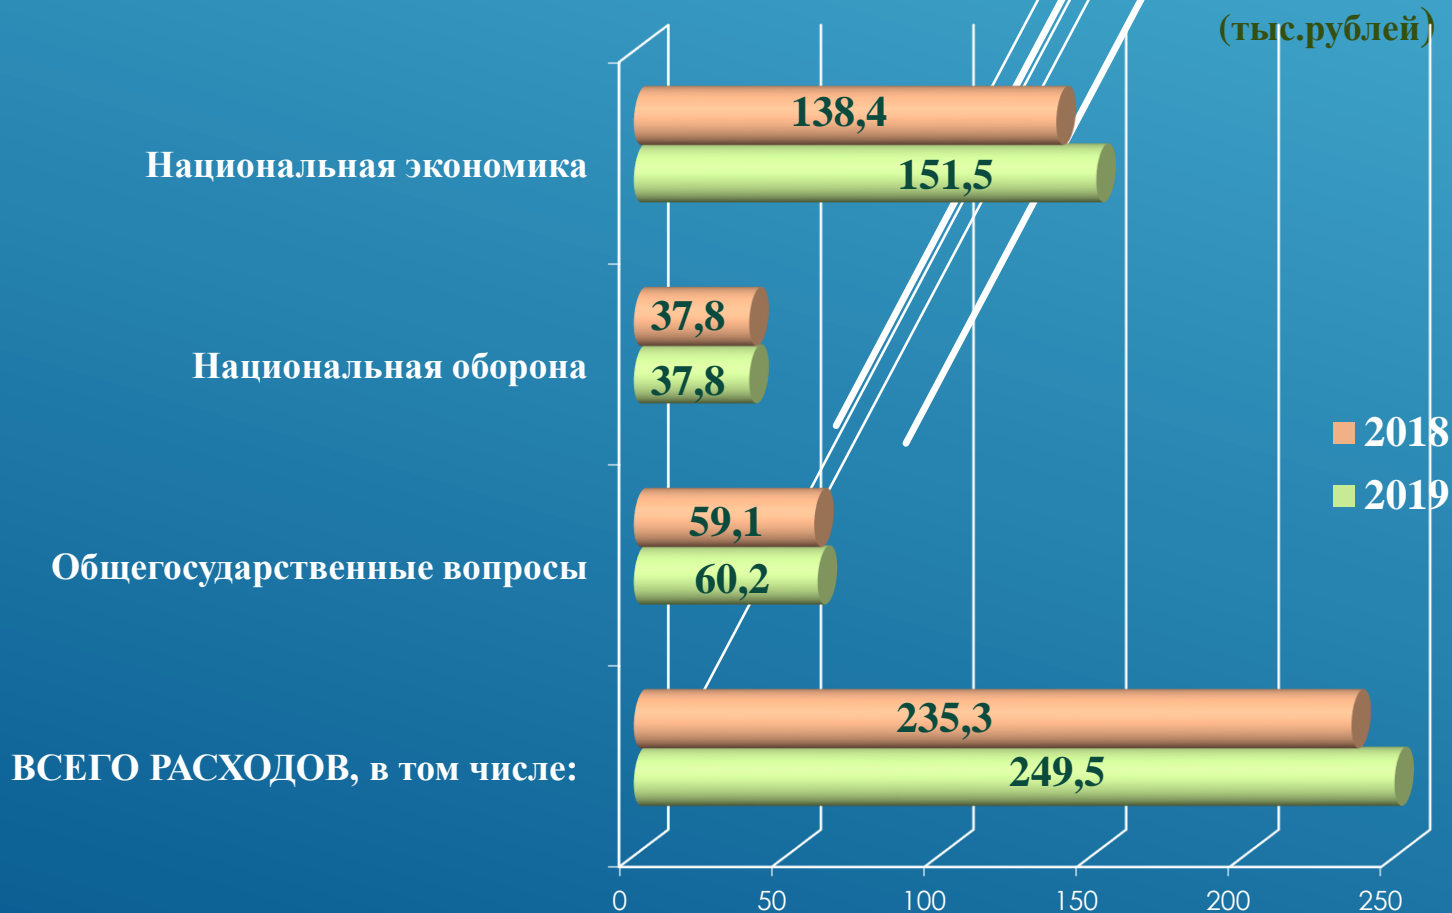 (тыс.рублей)
138,4
Национальная экономика
151,5
37,8
Национальная оборона
37,8
2018
2019
59,1
Общегосударственные вопросы
60,2
235,3
ВСЕГО РАСХОДОВ, в том числе:
249,5
0 50 100 150 200 250